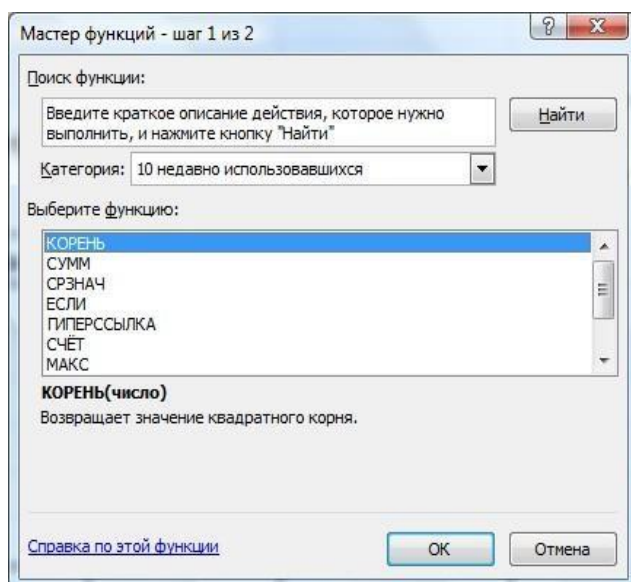 Мастер функций - шаг 1 из 2
Поиск функции:
Введите краткое описание действия, которое нужно
выполнить, и нажмите кнопку "Найти"
Найти
Категория:
10 недавно использовавшихся
Выберите функцию:
КОРЕНЬ
СУММ
СРЗНАЧ
ЕСЛИ
ГИПЕРССЫЛКА
СЧЁТ
МАКС
КОРЕНЬ(число)
Возвращает значение квадратного корня.
Справка по этой функции
ОК
Отмена